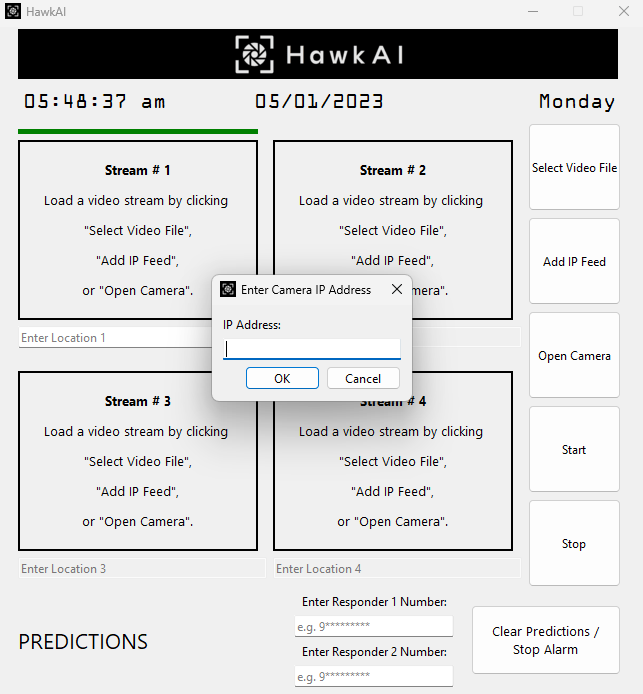 HawkAI
HawkAI
05:48:37 am
05/01/2023
Monday
Stream # 1
Load a video stream by clicking
"Select Video File",
"Add IP Feed",
or "Open Camera".
Enter Location 1
Stream # 2
Load a video stream by clicking
"Select Video File",
"Add IP Feed",
mera".
Enter Camera IP Address
IP Address:
OK
Cancel
Stream # 3
Load a video stream by clicking
"Select Video File",
"Add IP Feed",
or "Open Camera".
Enter Location 3
Stream # 4
Load a video stream by clicking
"Select Video File",
"Add IP Feed",
or "Open Camera".
Enter Location 4
Select Video File
Add IP Feed
Open Camera
Start
Stop
PREDICTIONS
Enter Responder 1 Number:
e.g. 9*********
Enter Responder 2 Number:
e.g. 9*********
Clear Predictions /
Stop Alarm